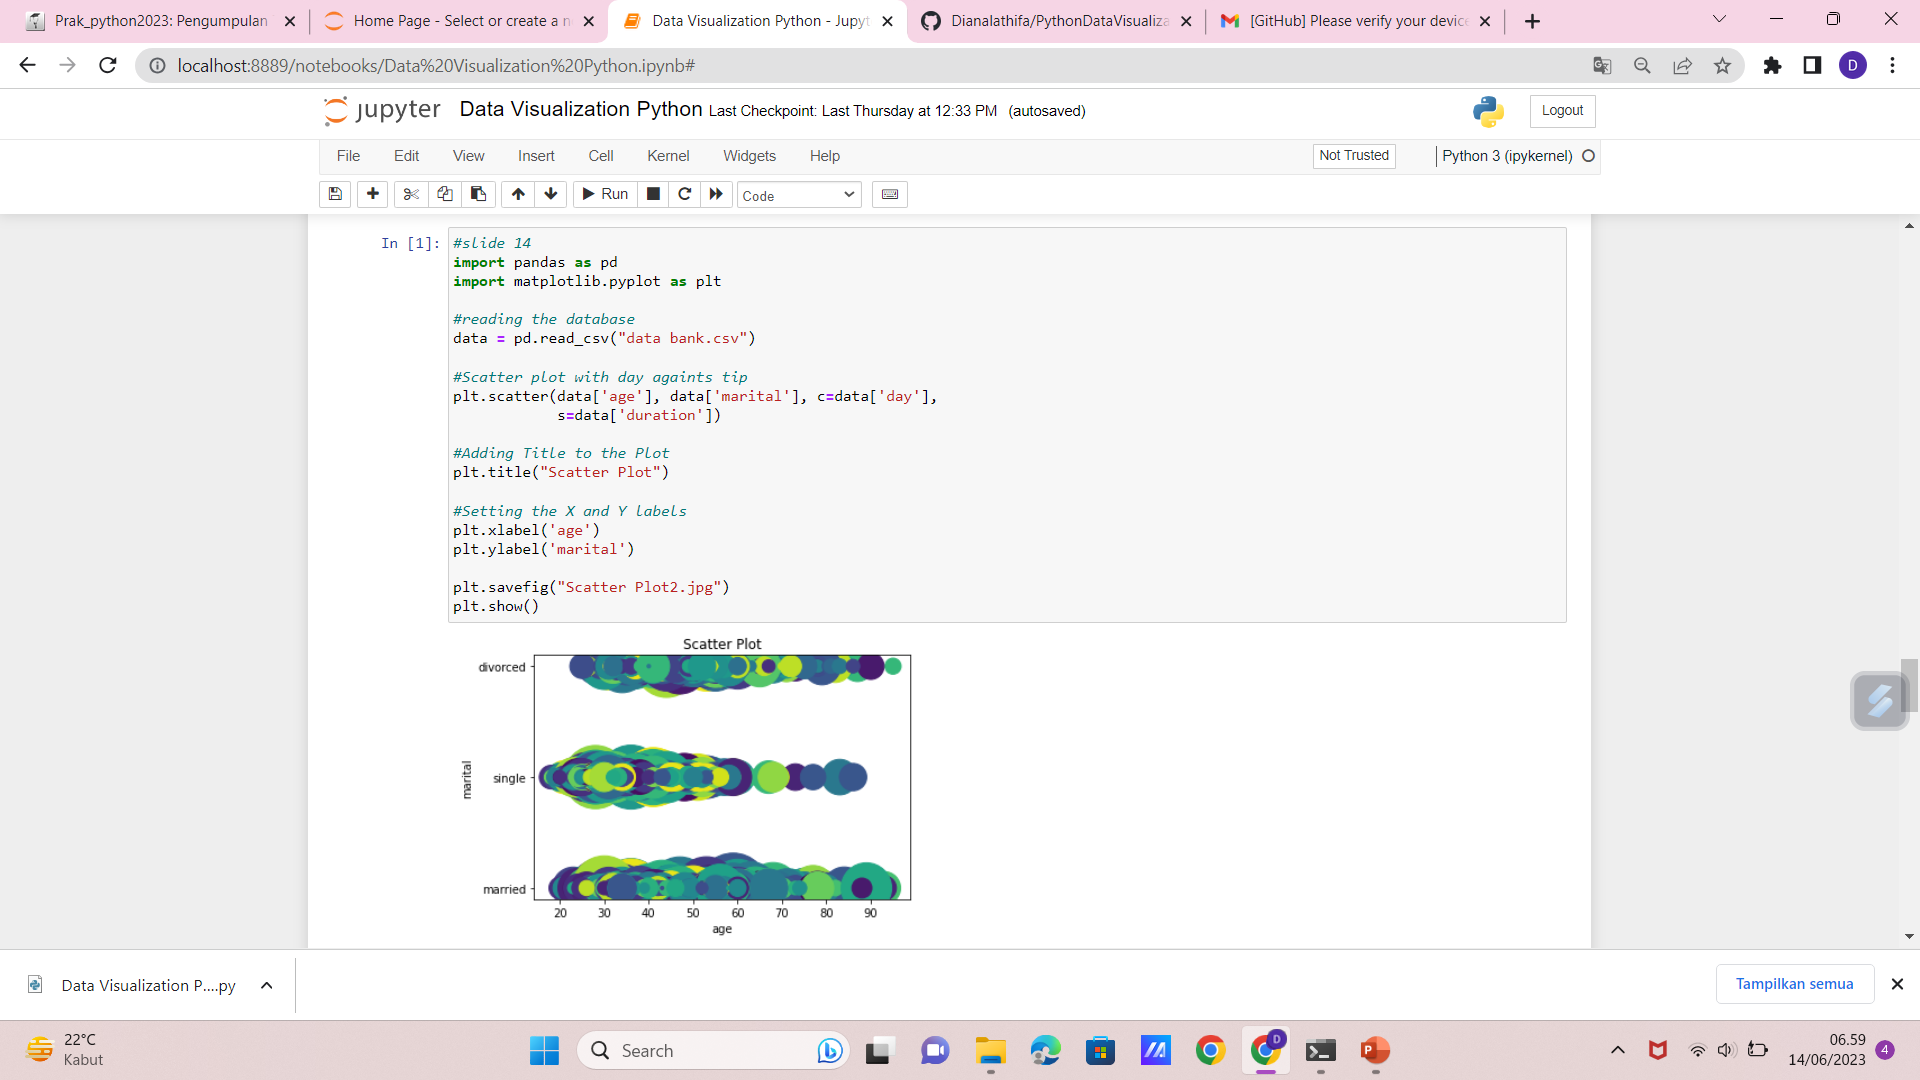 Prak_python2023: Pengumpulan
Home Page - Select or create a n
Data Visualization Python - Jupyt
Dianalathifa/PythonDataVisualiza
[GitHub] Please verify your device
localhost:8889/notebooks/Data%20Visualization%20Python.ipynb#
D
jupyter Data Visualization Python Last Checkpoint: Last Thursday at 12:33 PM (autosaved)
Logout
File Edit View Insert Cell Kernel Widgets Help
Not Trusted
Python 3 (ipykernel)
Run
Code
In [1]:
#slide 14
import pandas as pd
import matplotlib.pyplot as plt
#reading the database
data = pd.read_csv("data bank.csv")
#Scatter plot with day againts tip
plt.scatter(data['age'], data['marital'], c=data['day'],
s=data['duration'])
#Adding Title to the Plot
plt.title("Scatter Plot")
#Setting the X and Y labels
plt.xlabel('age')
plt.ylabel('marital')
plt.savefig("Scatter Plot2.jpg")
plt.show()
Scatter Plot
divorced
single
married
marital
20 30 40 50 60 70 80 90
age
Data Visualization P....py
Tampilkan semua
22°C
Kabut
Search
D
06.59
14/06/2023
4